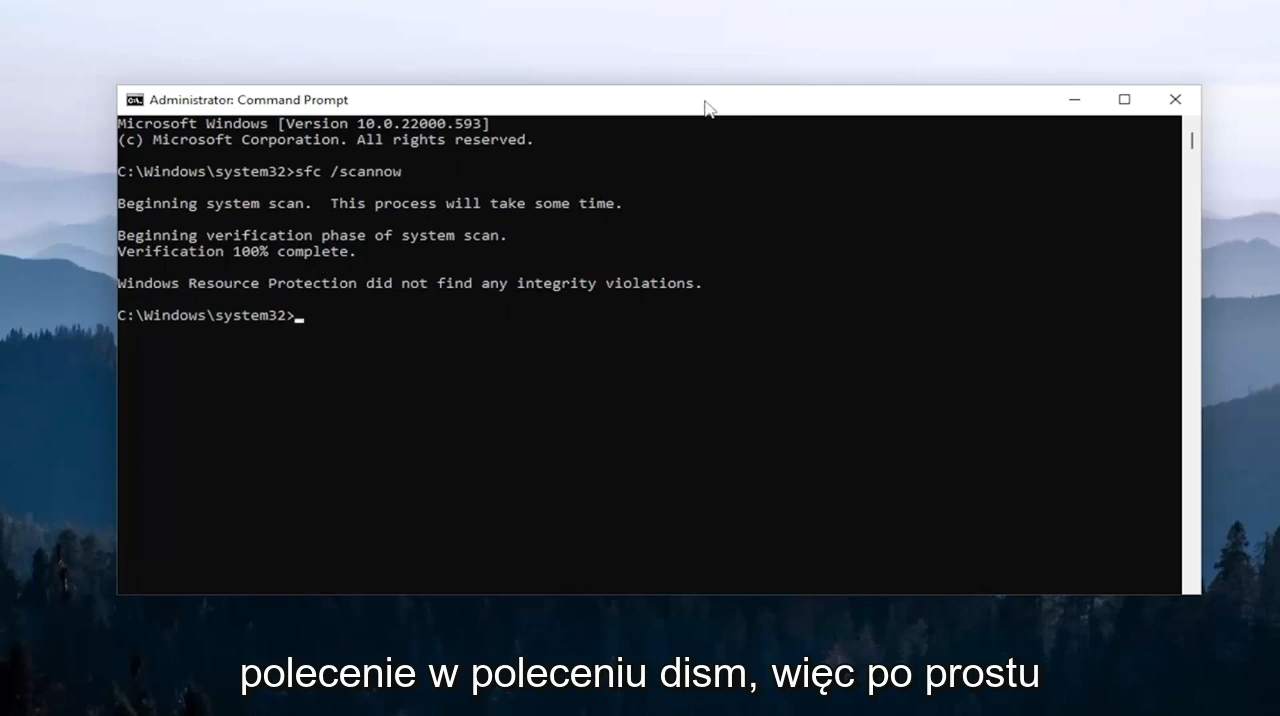 Administrator: Command Prompt
Microsoft Windows [Version 10.0.22000.593]
(c) Microsoft Corporation. All rights reserved.
C:\Windows\system32>sfc /scannow
Beginning system scan.  This process will take some time.
Beginning verification phase of system scan.
Verification 100% complete.
Windows Resource Protection did not find any integrity violations.
C:\Windows\system32>
polecenie w poleceniu dism, więc po prostu